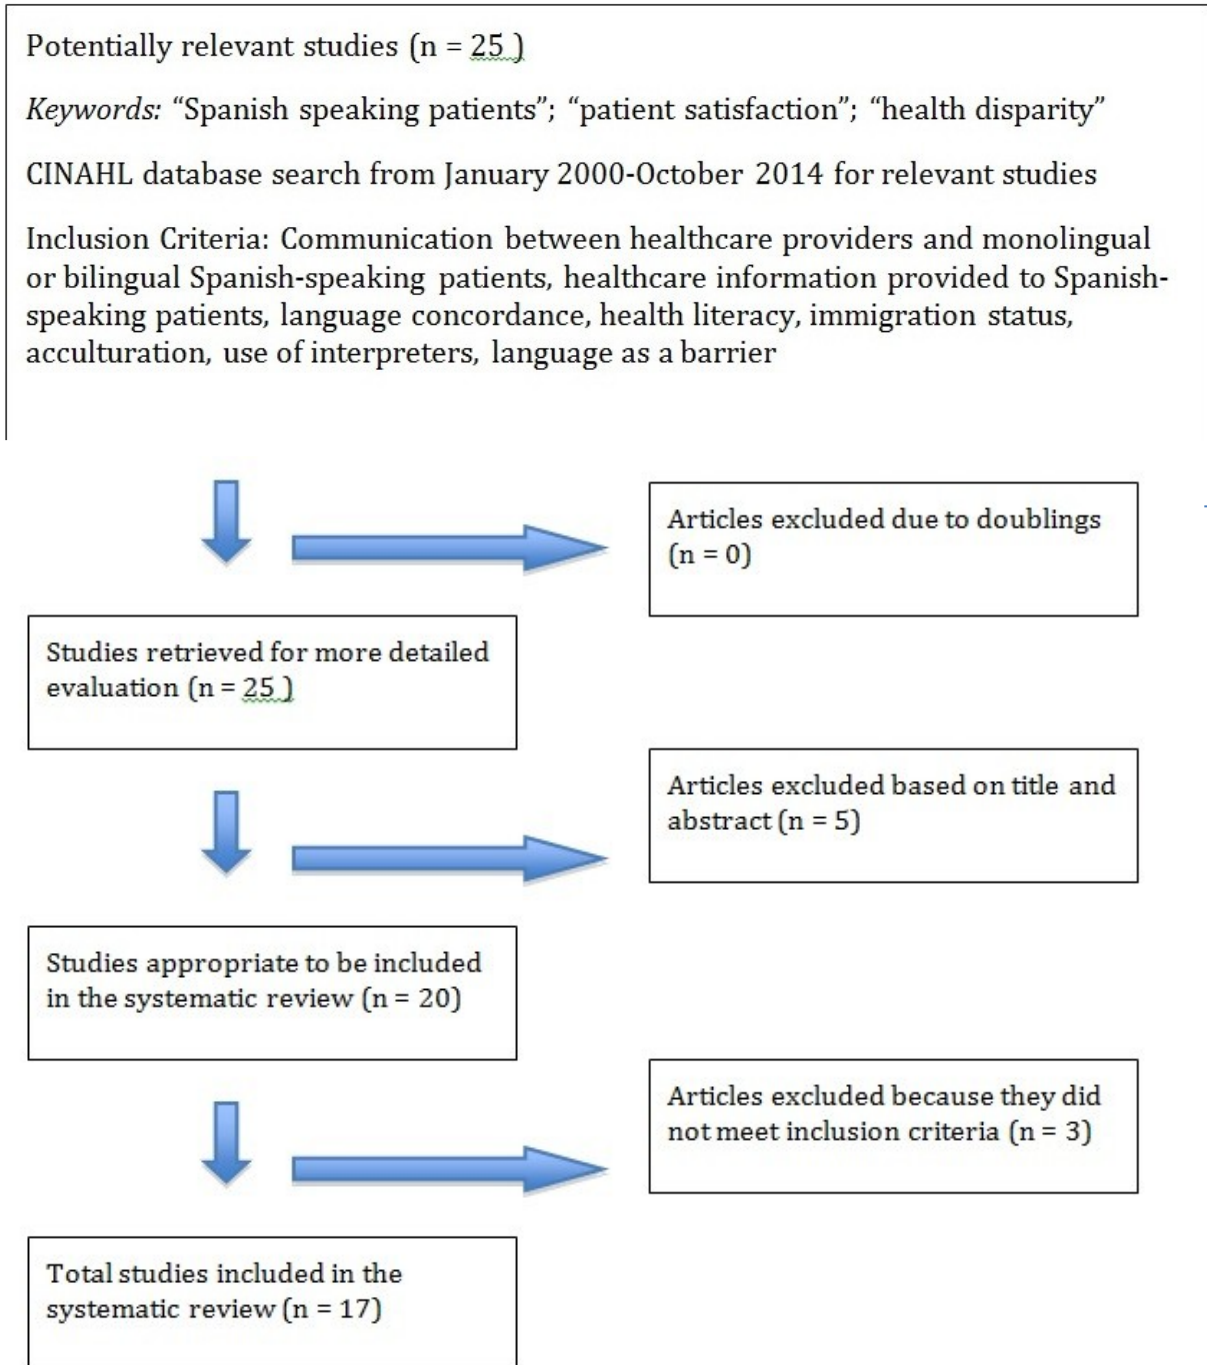 Potentially relevant studies (n = 25 )
Keywords: “Spanish speaking patients”; “patient satisfaction”; “health disparity”
CINAHL database search from January 2000-October 2014 for relevant studies
Inclusion Criteria: Communication between healthcare providers and monolingual
or bilingual Spanish-speaking patients, healthcare information provided to Spanish-
speaking patients, language concordance, health literacy, immigration status,
acculturation, use of interpreters, language as a barrier
Articles excluded due to doublings
(n = 0)
Studies retrieved for more detailed
evaluation (n = 25 )
Articles excluded based on title and
abstract (n = 5)
Studies appropriate to be included
in the systematic review (n = 20)
Articles excluded because they did
not meet inclusion criteria (n = 3)
Total studies included in the
systematic review (n = 17)